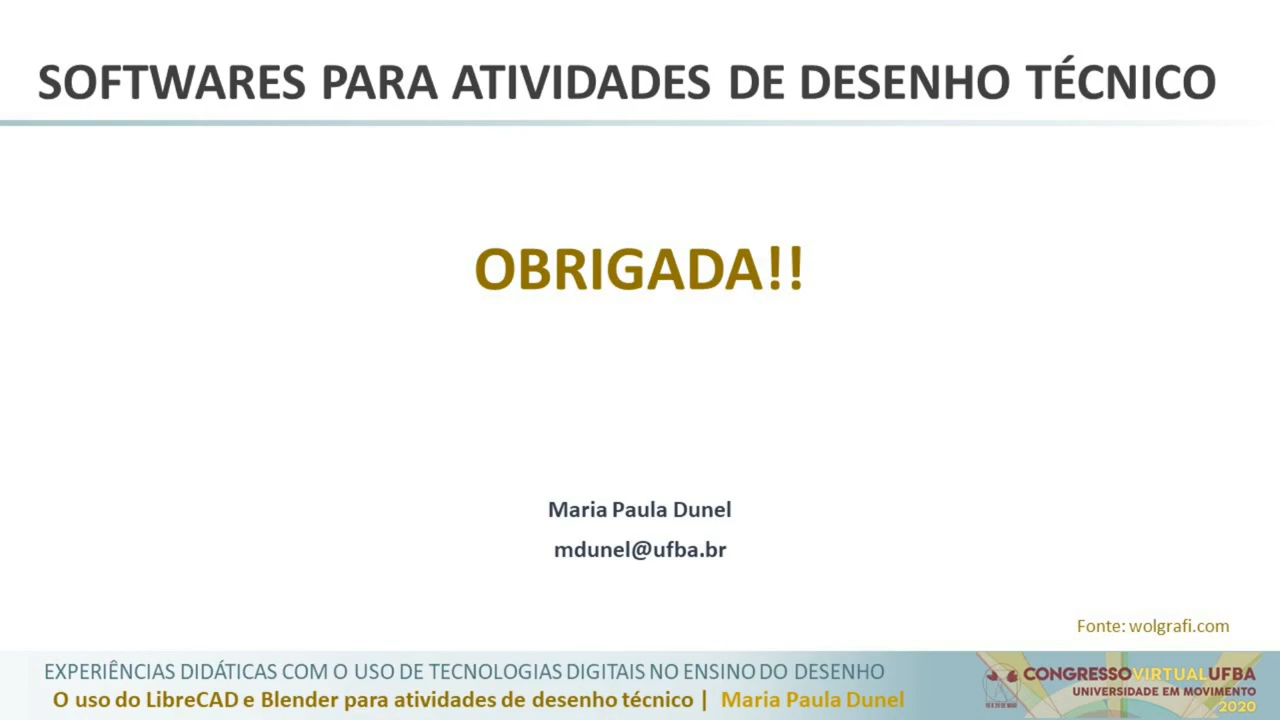 SOFTWARES PARA ATIVIDADES DE DESENHO TÉCNICO
OBRIGADA!!
Maria Paula Dunel
mdunel@ufba.br
Fonte: wolgrafi.com
EXPERIÊNCIAS DIDÁTICAS COM O USO DE TECNOLOGIAS DIGITAIS NO ENSINO DO DESENHO
O uso do LibreCAD e Blender para atividades de desenho técnico | Maria Paula Dunel
CONGRESSOVIRTUALUFBA
UNIVERSIDADE EM MOVIMENTO
2020